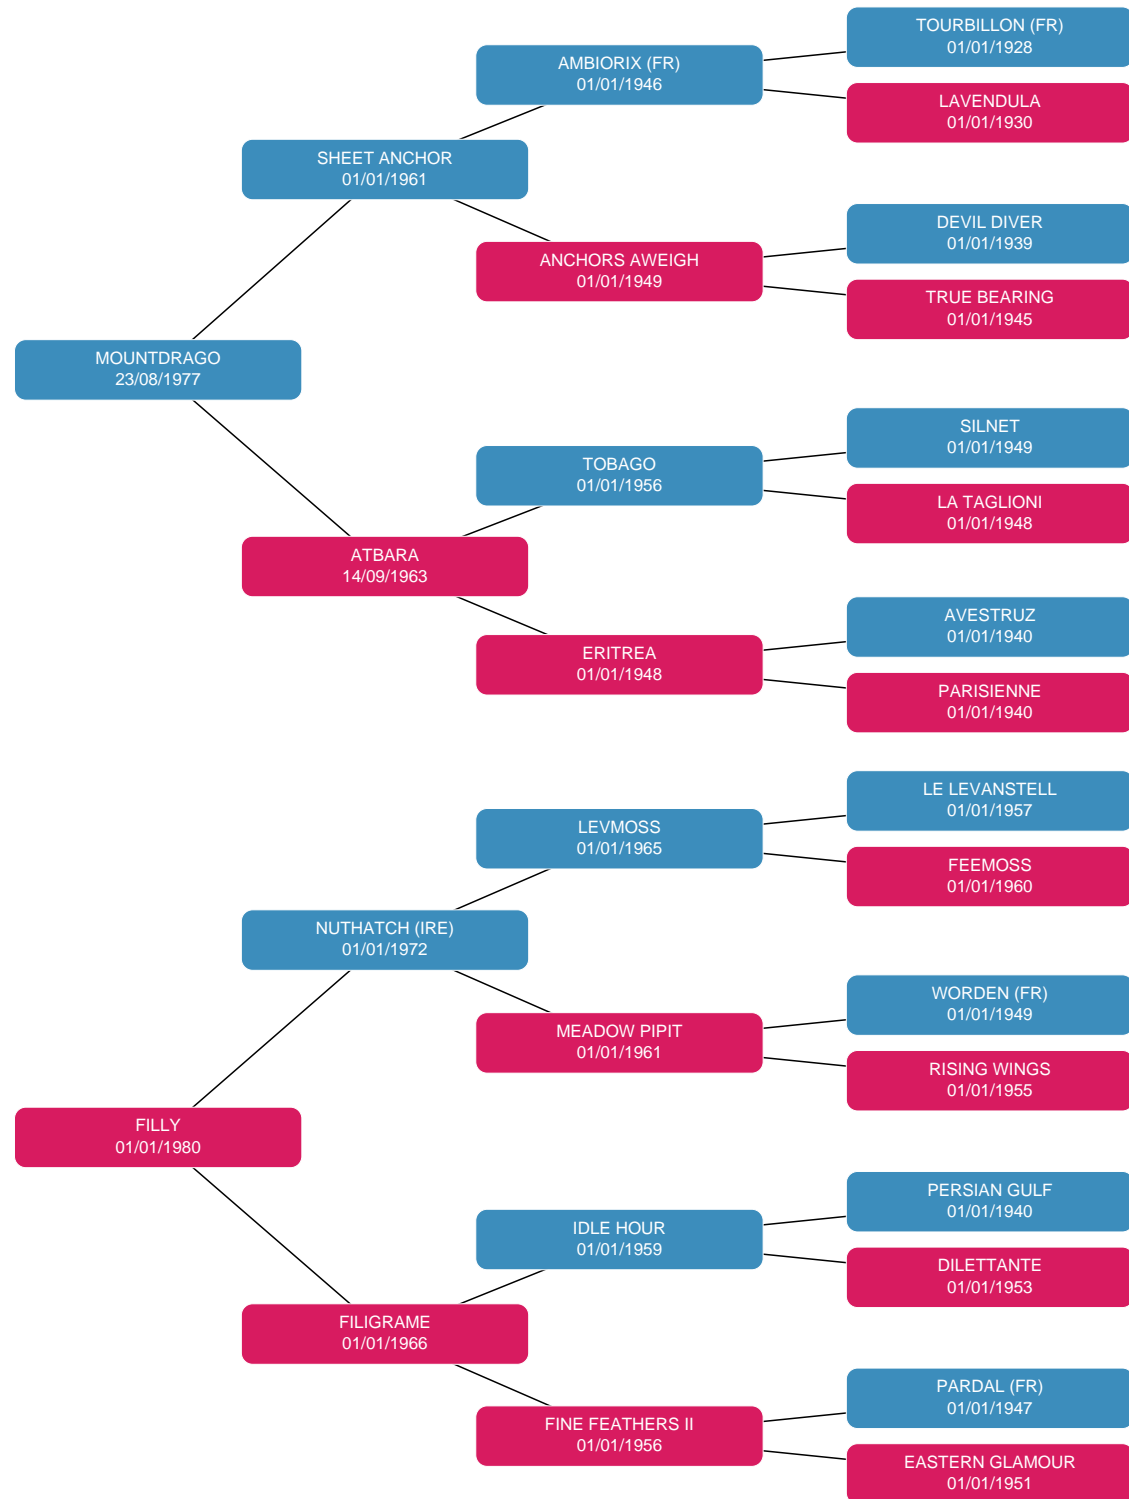 TOURBILLON (FR)
01/01/1928
AMBIORIX (FR)
01/01/1946
LAVENDULA
01/01/1930
SHEET ANCHOR
01/01/1961
DEVIL DIVER
01/01/1939
ANCHORS AWEIGH
01/01/1949
TRUE BEARING
01/01/1945
MOUNTDRAGO
23/08/1977
SILNET
01/01/1949
TOBAGO
01/01/1956
LA TAGLIONI
01/01/1948
ATBARA
14/09/1963
AVESTRUZ
01/01/1940
ERITREA
01/01/1948
PARISIENNE
01/01/1940
LE LEVANSTELL
01/01/1957
LEVMOSS
01/01/1965
FEEMOSS
01/01/1960
NUTHATCH (IRE)
01/01/1972
WORDEN (FR)
01/01/1949
MEADOW PIPIT
01/01/1961
RISING WINGS
01/01/1955
FILLY
01/01/1980
PERSIAN GULF
01/01/1940
IDLE HOUR
01/01/1959
DILETTANTE
01/01/1953
FILIGRAME
01/01/1966
PARDAL (FR)
01/01/1947
FINE FEATHERS II
01/01/1956
EASTERN GLAMOUR
01/01/1951